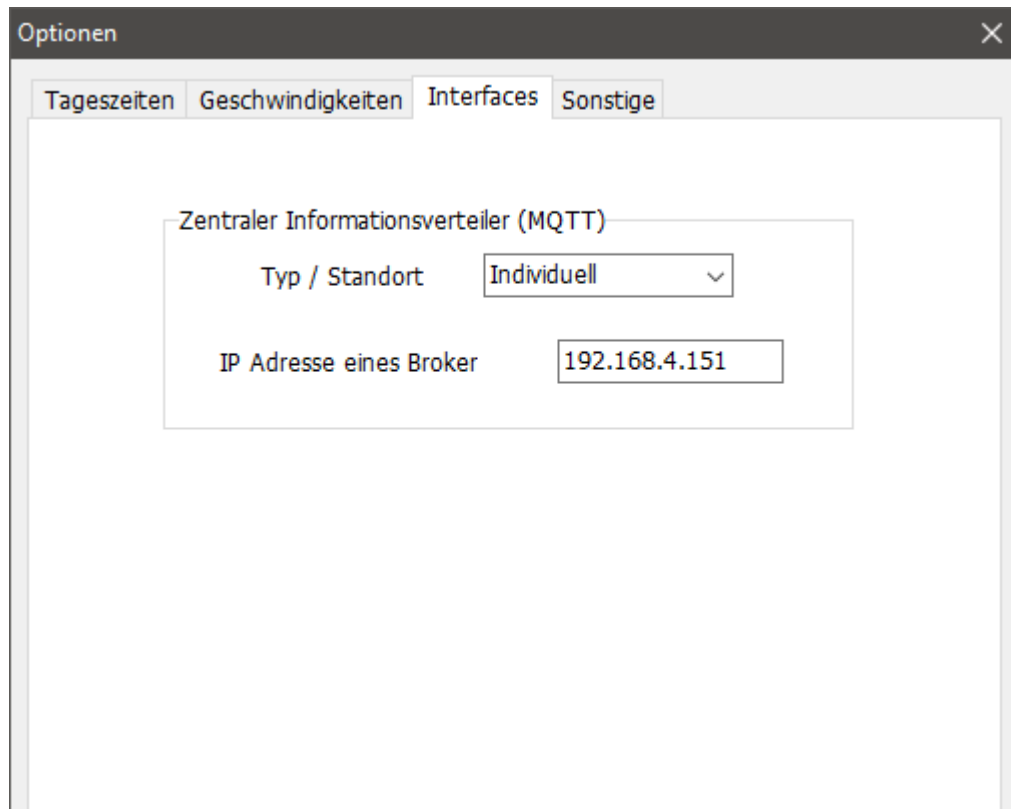 Optionen
Tageszeiten Geschwindigkeiten Interfaces Sonstige
Zentraler Informationsverteiler (MQTT)
Typ / Standort Individuell
IP Adresse eines Broker 192.168.4.151